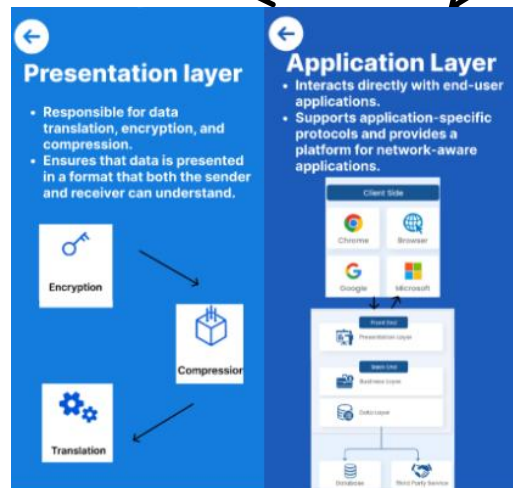 Presentation layer
• Responsible for data
translation, encryption, and
compression.
• Ensures that data is presented
in a format that both the sender
and receiver can understand.
Encryption
Compression
Translation
Application Layer
• Interacts directly with end-user
applications.
• Supports application-specific
protocols and provides a
platform for network-aware
applications.
Client Side
Chrome
Browser
Google
Microsoft
Front End
Presentation Layer
Back End
Business Layer
Data Layer
Database
Third Party Service